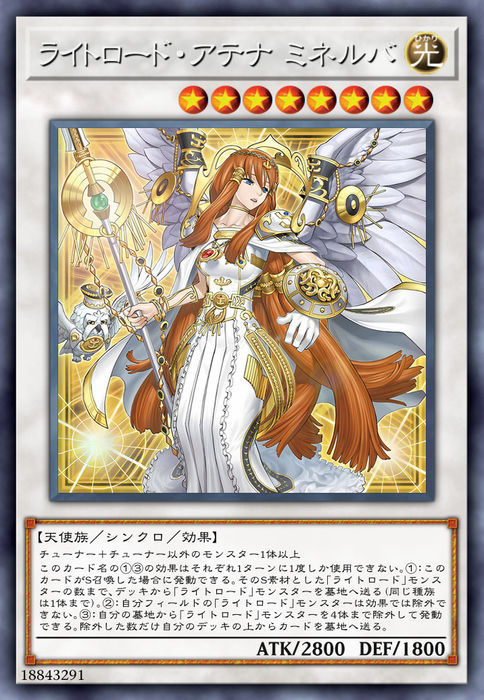 ライトロード・アテナ ミネルバ
ひかり
光
【天使族／シンクロ／効果】
チューナー＋チューナー以外のモンスター1体以上
このカード名の①③の効果はそれぞれ1ターンに1度しか使用できない。①：この
カードがS召喚した場合に発動できる。そのS素材とした「ライトロード」モンス
ターの数まで、デッキから「ライトロード」モンスターを墓地へ送る（同じ種族
は1体まで）。②：自分フィールドの「ライトロード」モンスターは効果では除外で
きない。③：自分の墓地から「ライトロード」モンスターを4体まで除外して発動
できる。除外した数だけ自分のデッキの上からカードを墓地へ送る。
ATK/2800 DEF/1800
18843291